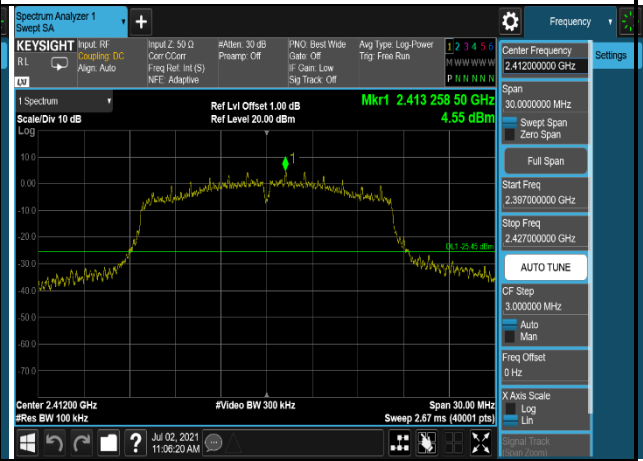 Spectrum Analyzer 1
Swept SA
+
Frequency
KEYSIGHT
RL
LXI
Input: RF
Coupling: DC
Align: Auto
Input Z: 50 Ω
Corr CCorr
Freq Ref: Int (S)
NFE: Adaptive
#Atten: 30 dB
Preamp: Off
PNO: Best Wide
Gate: Off
IF Gain: Low
Sig Track: Off
Avg Type: Log-Power
Trig: Free Run
1 2 3 4 5 6
M W W W W W
P N N N N N
1 Spectrum
Scale/Div 10 dB
Log
Ref Lvl Offset 1.00 dB
Ref Level 20.00 dBm
Mkr1 2.413 258 50 GHz
4.55 dBm
10.0
0.00
-10.0
-20.0
-30.0
-40.0
-50.0
-60.0
-70.0
1
DL1 -25.45 dBm
Center 2.41200 GHz
#Res BW 100 kHz
#Video BW 300 kHz
Span 30.00 MHz
Sweep 2.67 ms (40001 pts)
Jul 02, 2021
11:06:20 AM
?
Center Frequency
2.412000000 GHz
Settings
Span
30.0000000 MHz
Swept Span
Zero Span
Full Span
Start Freq
2.397000000 GHz
Stop Freq
2.427000000 GHz
AUTO TUNE
CF Step
3.000000 MHz
Auto
Man
Freq Offset
0 Hz
X Axis Scale
Log
Lin
Signal Track
(Span Zoom)